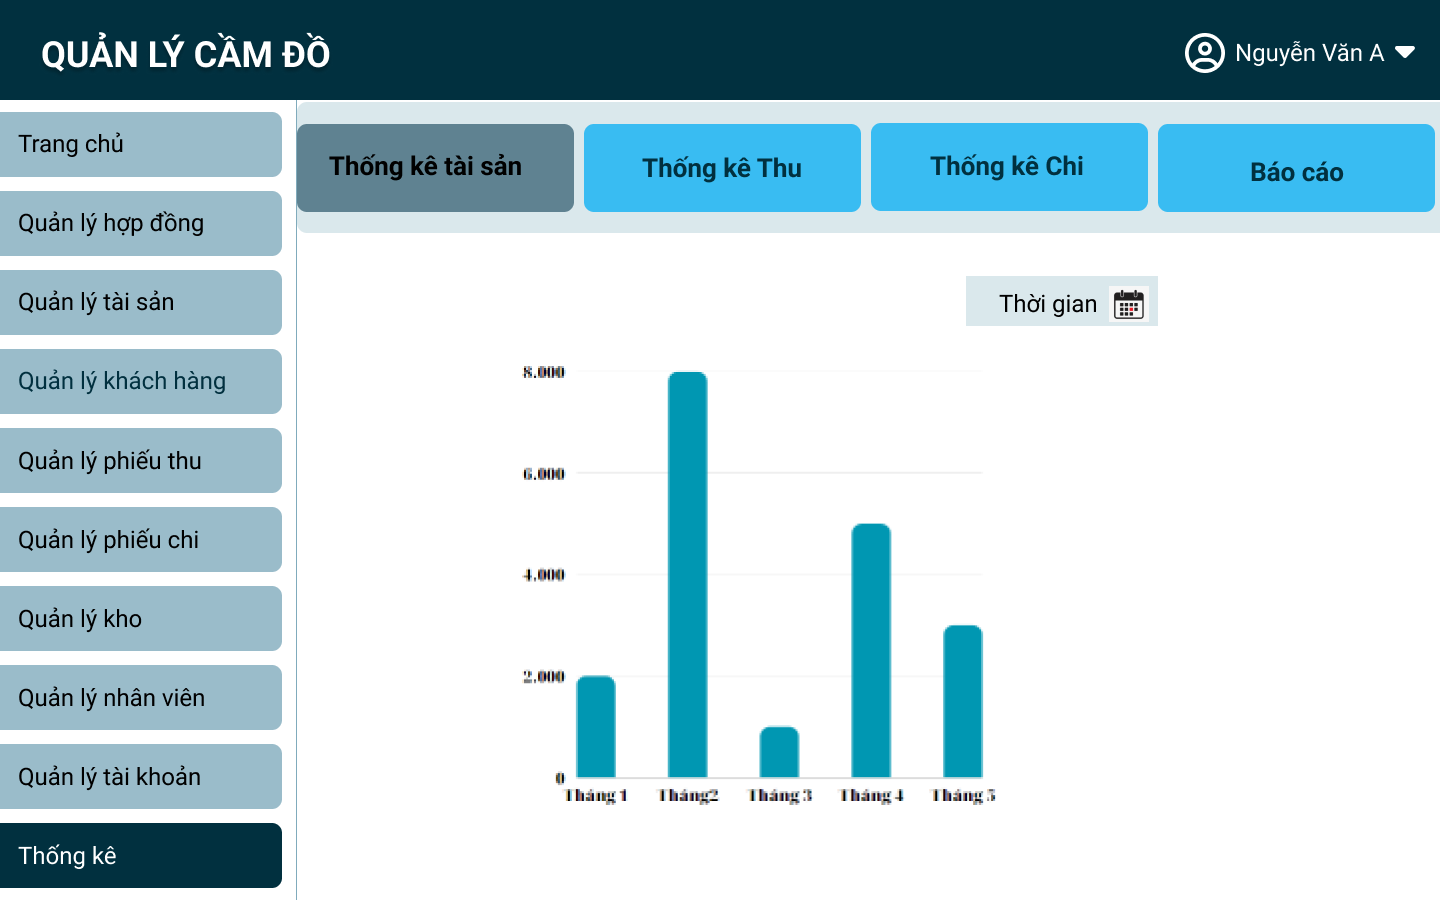 QUẢN LÝ CẦM ĐỒ
Nguyễn Văn A
Trang chủ
Quản lý hợp đồng
Quản lý tài sản
Quản lý khách hàng
Quản lý phiếu thu
Quản lý phiếu chi
Quản lý kho
Quản lý nhân viên
Quản lý tài khoản
Thống kê
Thống kê tài sản
Thống kê Thu
Thống kê Chi
Báo cáo
Thời gian
8.000
6.000
4.000
2.000
0
Tháng 1
Tháng2
Tháng 3
Tháng 4
Tháng 5